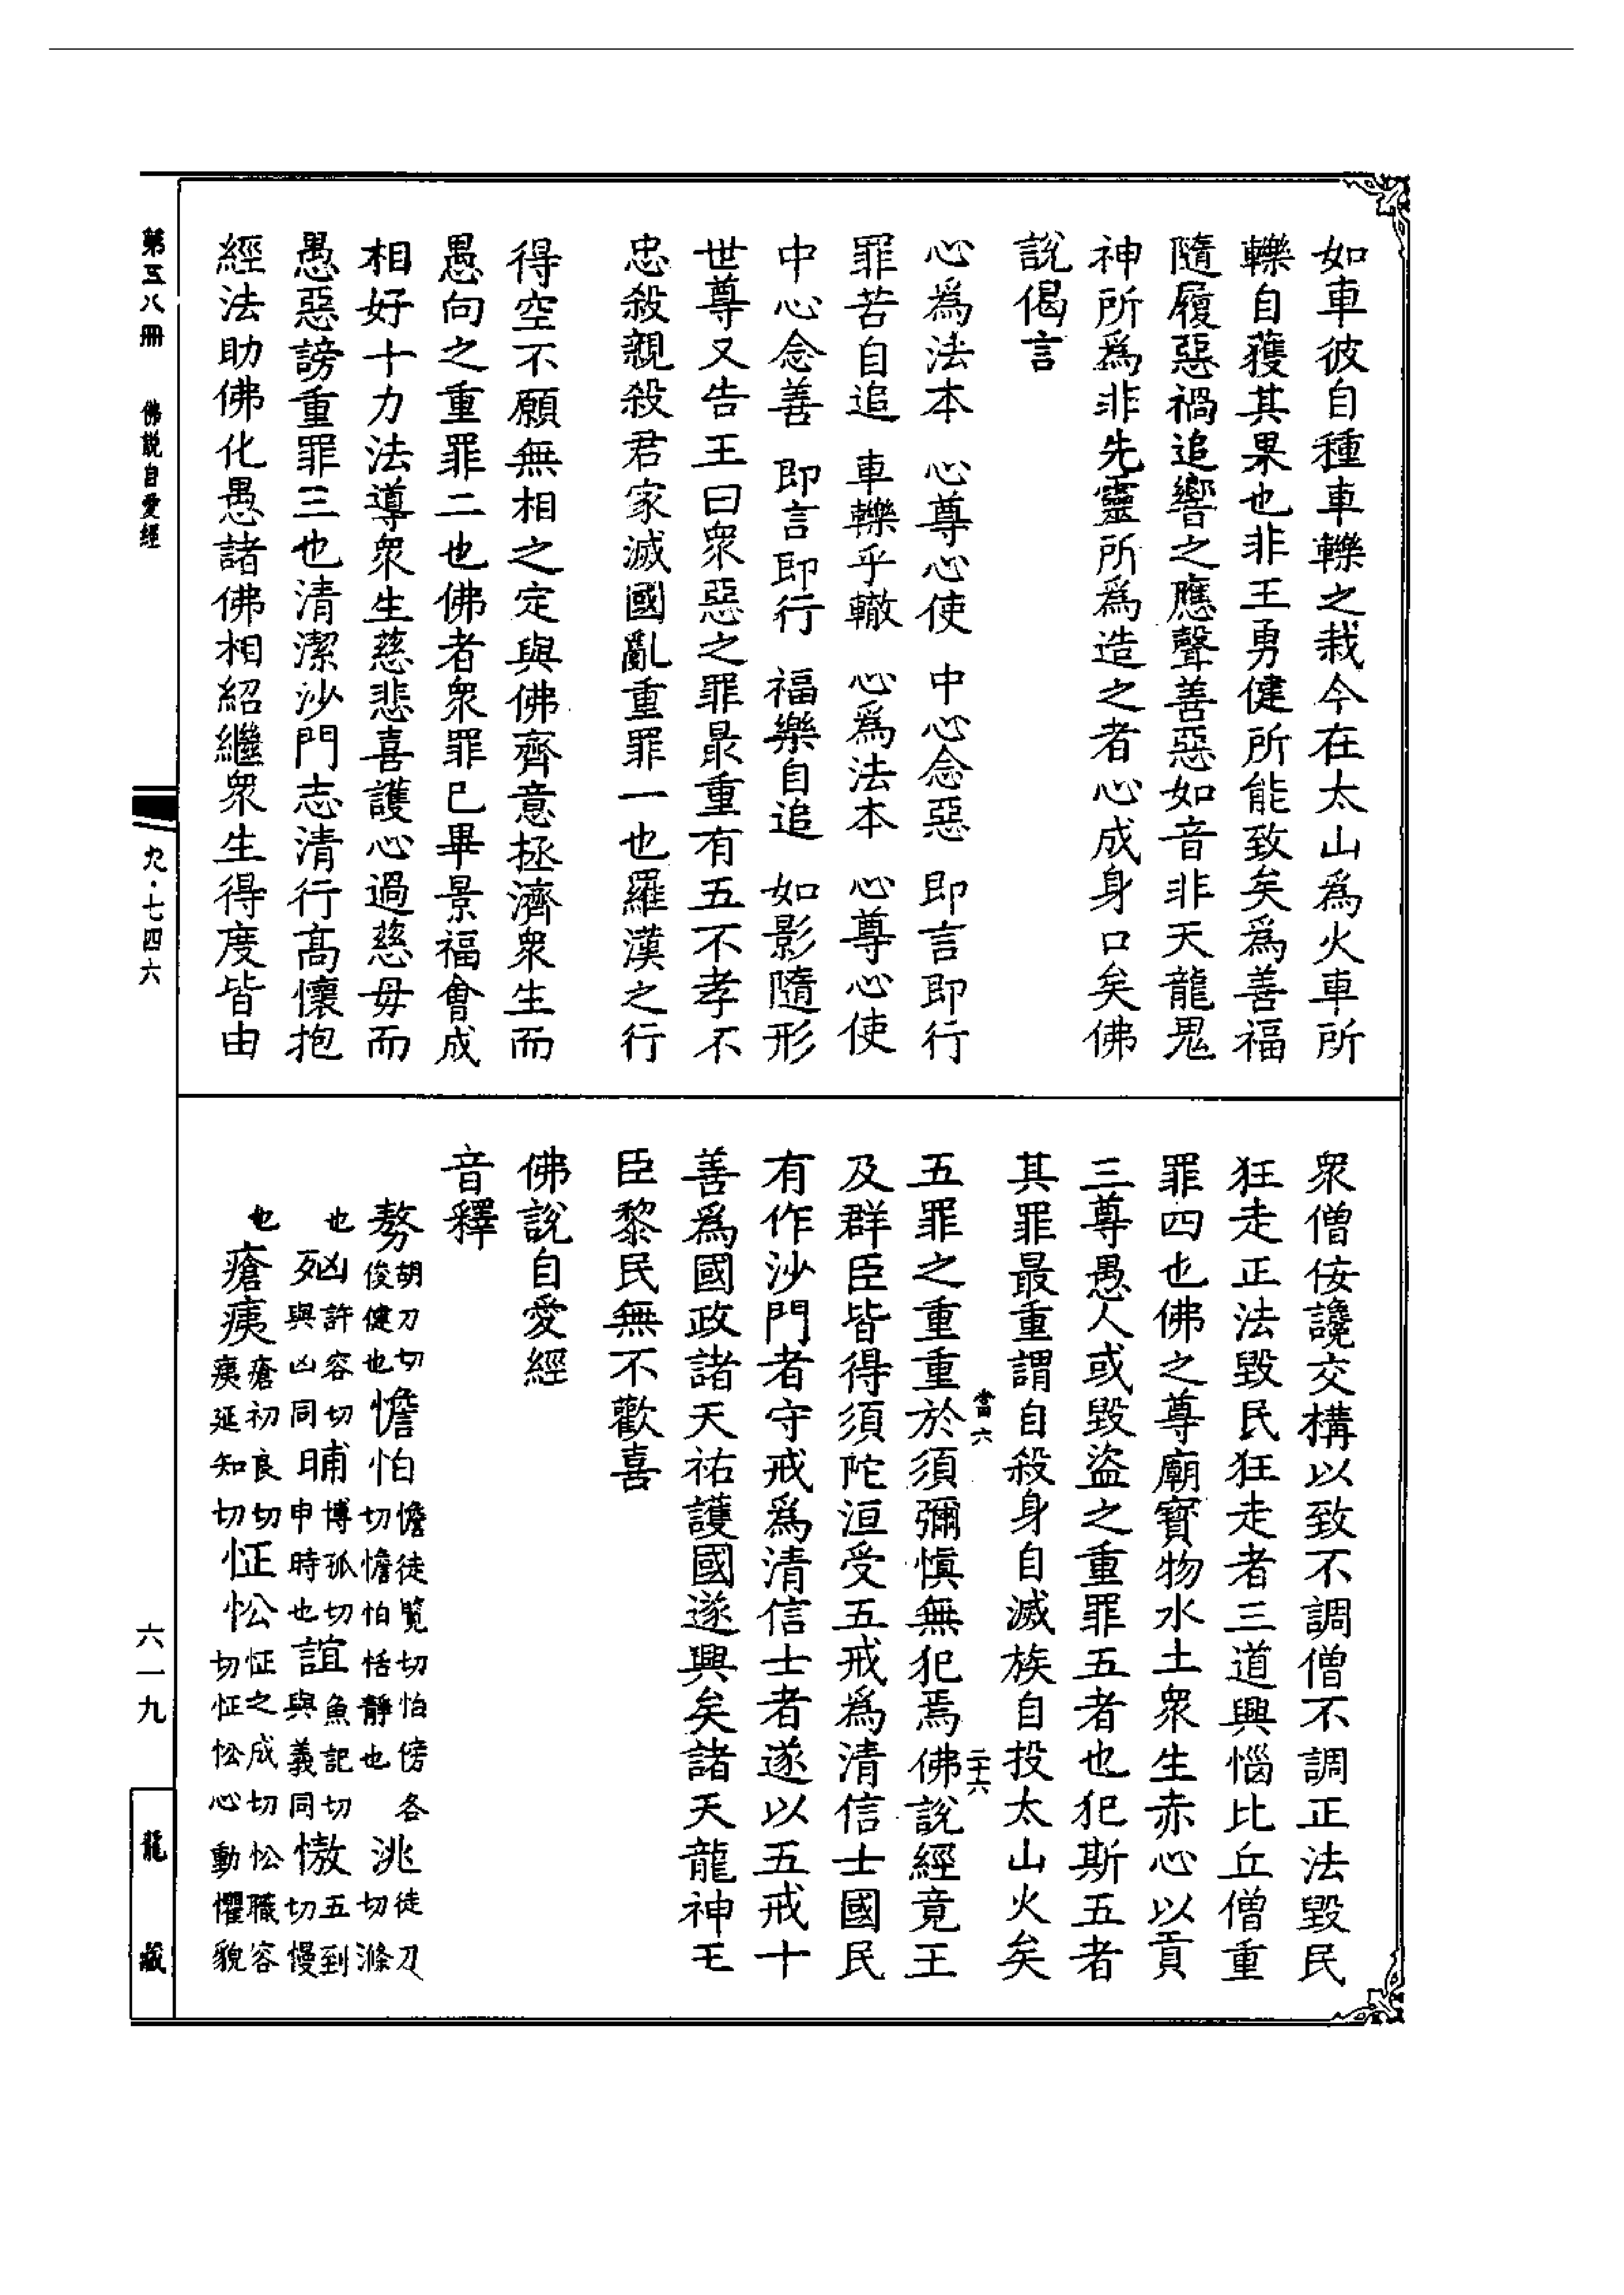 如車彼自種車轢之栽今在太山爲火車所
轢自獲其果也非王勇健所能致矣爲善福
隨履惡禍追響之應聲善惡如音非天龍鬼
神所爲非先靈所爲造之者心成身口矣佛
說偈言
心爲法本　心尊心使　中心念惡　即言即行
罪苦自追　車轢乎轍　心爲法本　心尊心使
中心念善　即言即行　福樂自追　如影隨形
世尊又告王曰衆惡之罪最重有五不孝不
忠殺親殺君家滅國亂重罪一也羅漢之行
得空不願無相之定與佛齊意拯濟衆生而
愚向之重罪二也佛者衆罪已畢景福會成
相好十力法導衆生慈悲喜護心過慈母而
愚惡謗重罪三也清潔沙門志清行高懷抱
經法助佛化愚諸佛相紹繼衆生得度皆由
衆僧佞讒交構以致不調僧不調正法毀民
狂走正法毀民狂走者三道興惱比丘僧重
罪四也佛之尊廟寶物水土衆生赤心以貢
三尊愚人或毀盜之重罪五者也犯斯五者
其罪最重謂自殺身自滅族自投太山火矣
當六　二十六
五罪之重重於須彌愼無犯焉佛說經竟王
及群臣皆得須陀洹受五戒爲清信士國民
有作沙門者守戒爲清信士者遂以五戒十
善爲國政諸天祐護國遂興矣諸天龍神王
臣黎民無不歡喜
佛說自愛經
音釋
驁胡刀切俊健也憺怕憺徒覧切怕傍各切憺怕恬靜也洮徒刀切滌
也凶許容切𣧑與凶同晡博孤切申時也誼魚記切與義同慠五到切慢
也瘡痍瘡初良切痍延知切怔忪怔之成切忪職容切怔忪心動懼貌
第五八冊　佛說自愛經　九·七四六　六一九　龍藏